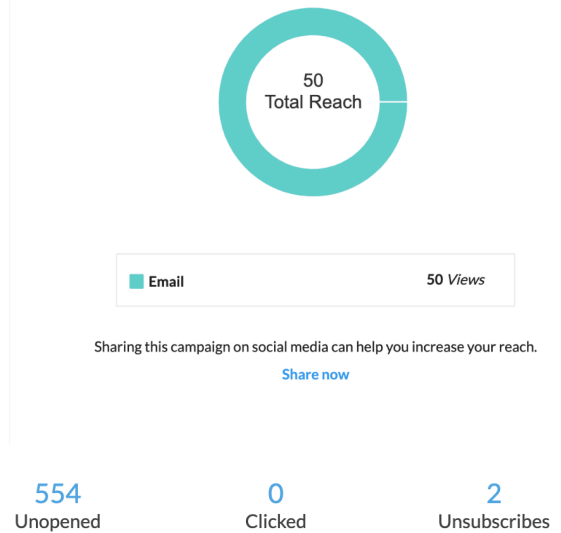 50
Total Reach
Email 50 Views
Sharing this campaign on social media can help you increase your reach.
Share now
554 0 2
Unopened Clicked Unsubscribes